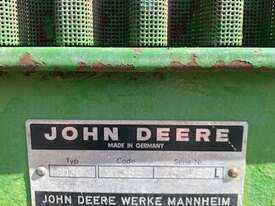 JOHN DEERE
MADE IN GERMANY
Typ Code Serie Nr.
L
JOHN DEERE WERKE MANNHEIM